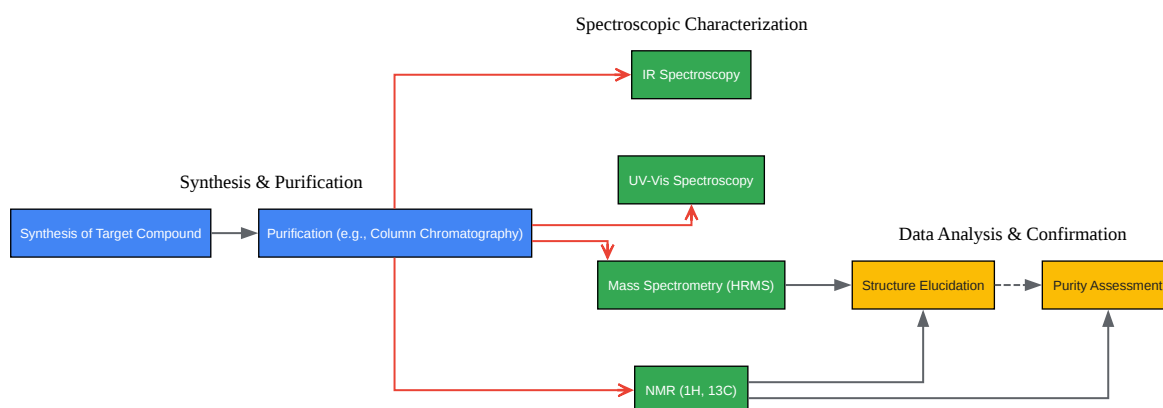 Spectroscopic Characterization
IR Spectroscopy
UV-Vis Spectroscopy
Synthesis & Purification
Synthesis of Target Compound
Purification (e.g., Column Chromatography)
Data Analysis & Confirmation
Mass Spectrometry (HRMS)
Structure Elucidation
Purity Assessment
NMR (1H, 13C)